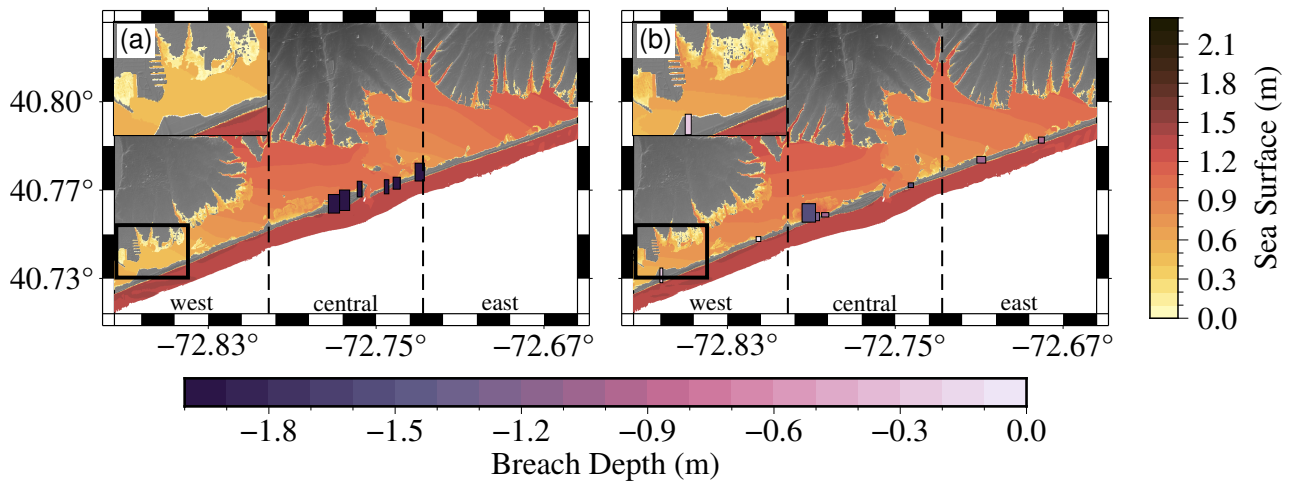 (a)
(b)
40.80°
40.77°
40.73°
west
central
east
west
central
east
−72.83°
−72.75°
−72.67°
−72.83°
−72.75°
−72.67°
2.1
1.8
1.5
1.2
0.9
0.6
0.3
0.0
Sea Surface (m)
−1.8
−1.5
−1.2
−0.9
−0.6
−0.3
0.0
Breach Depth (m)